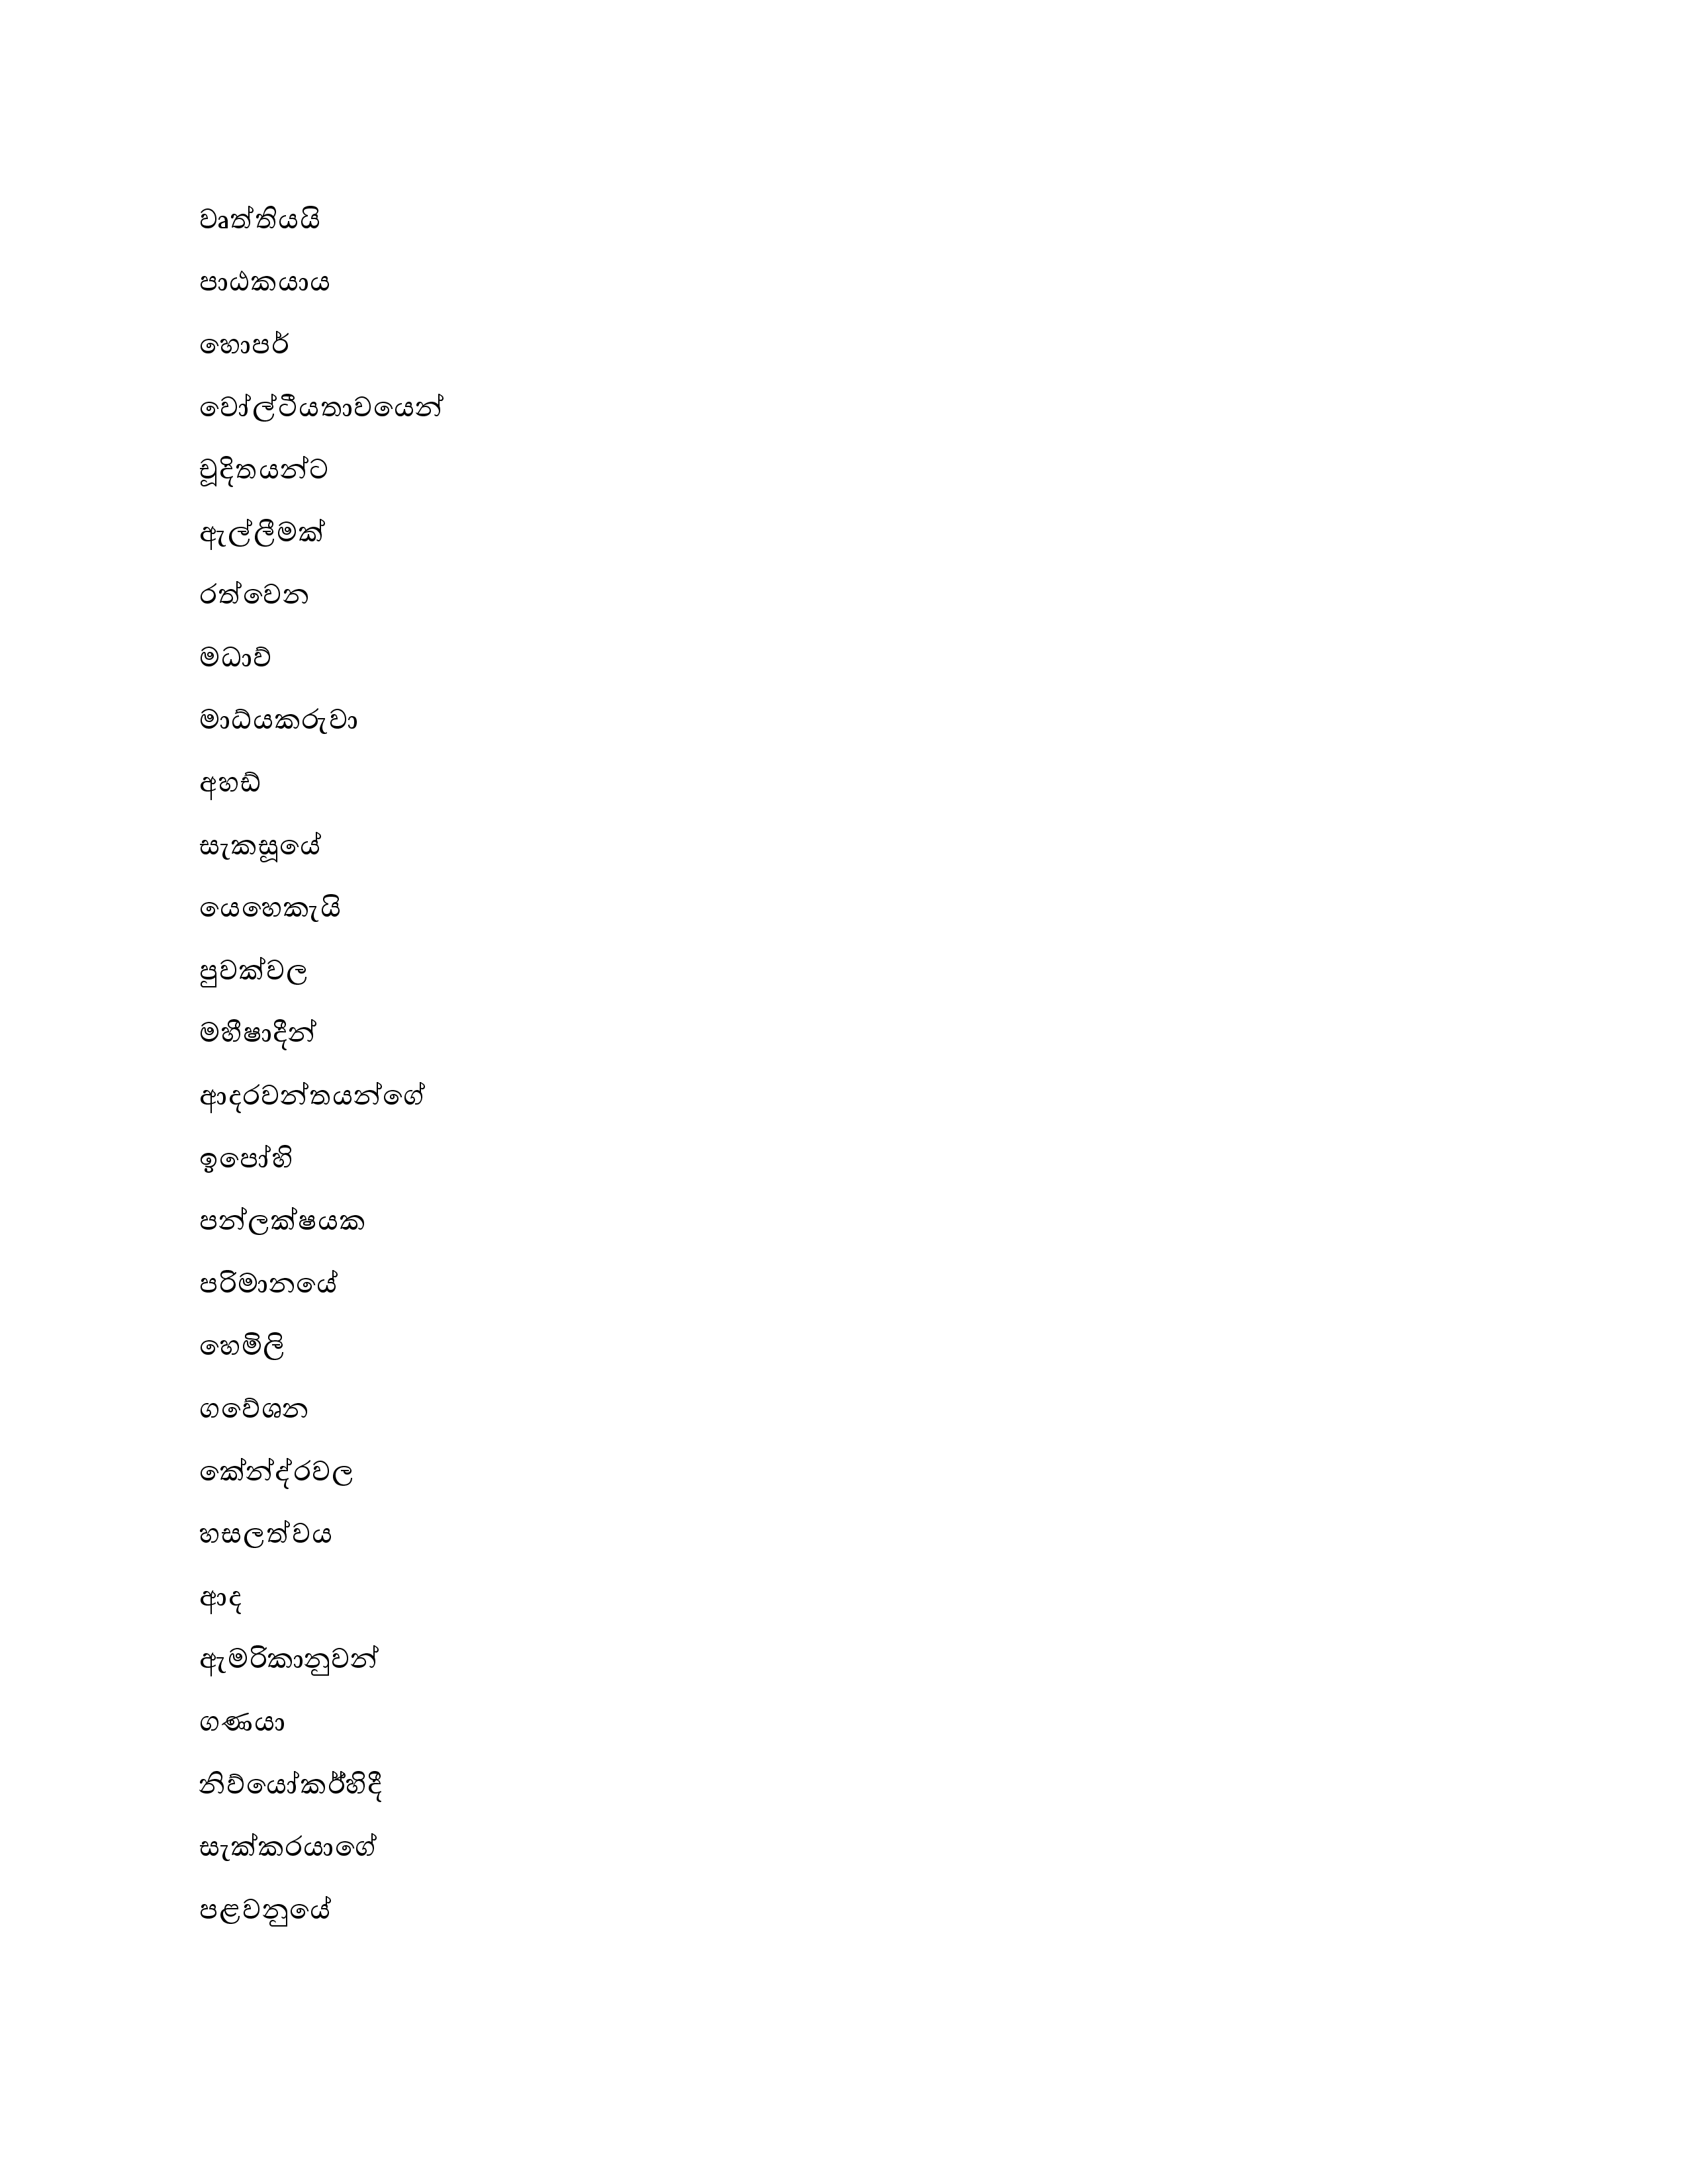 වෘත්තියයි
පාඨකයාය
හොපර්
වෝල්ටීයතාවයෙන්
චූදිතයන්ට
ඇල්ලීමක්
රත්වෙන
මධාව්
මාධ්යකරුවා
අහඩ්
සැකසූයේ
යෙහෙකැයි
පුවක්වල
මහීෂාදීන්
ආදරවන්තයන්ගේ
ඉපෝහි
පන්ලක්ෂයක
පරිමානයේ
හෙමිලි
ගවේශන
කේන්ද්රවල
හසලත්වය
ආද
ඇමරිකානුවන්
ගණයා
නිව්යෝකර්හිදී
සැක්කරයාගේ
පළවනුයේ